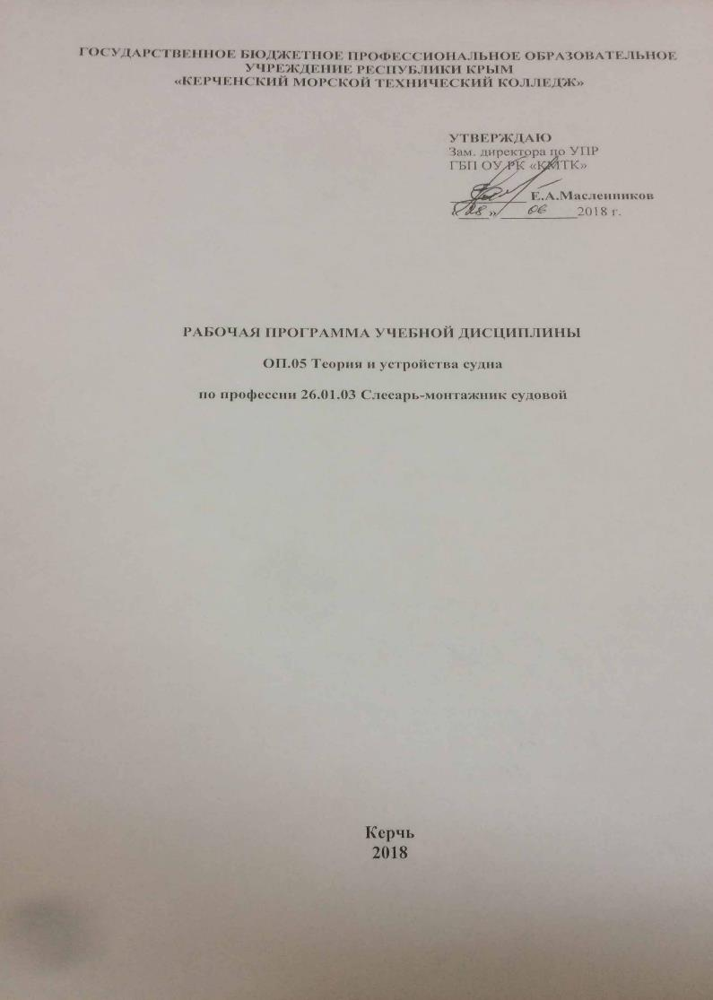 ГОСУДАРСТВЕННОЕ БЮДЖЕТНОЕ ПРОФЕССИОНАЛЬНОЕ ОБРАЗОВАТЕЛЬНОЕ
УЧРЕЖДЕНИЕ РЕСПУБЛИКИ КРЫМ
«КЕРЧЕНСКИЙ МОРСКОЙ ТЕХНИЧЕСКИЙ КОЛЛЕДЖ»
УТВЕРЖДАЮ
Зам. директора по УПР
ГБП ОУ РК «КМТК»
Е.А.Масленников
«28» 06 2018 г.
РАБОЧАЯ ПРОГРАММА УЧЕБНОЙ ДИСЦИПЛИНЫ
ОП.05 Теория и устройства судна
по профессии 26.01.03 Слесарь-монтажник судовой
Керчь
2018